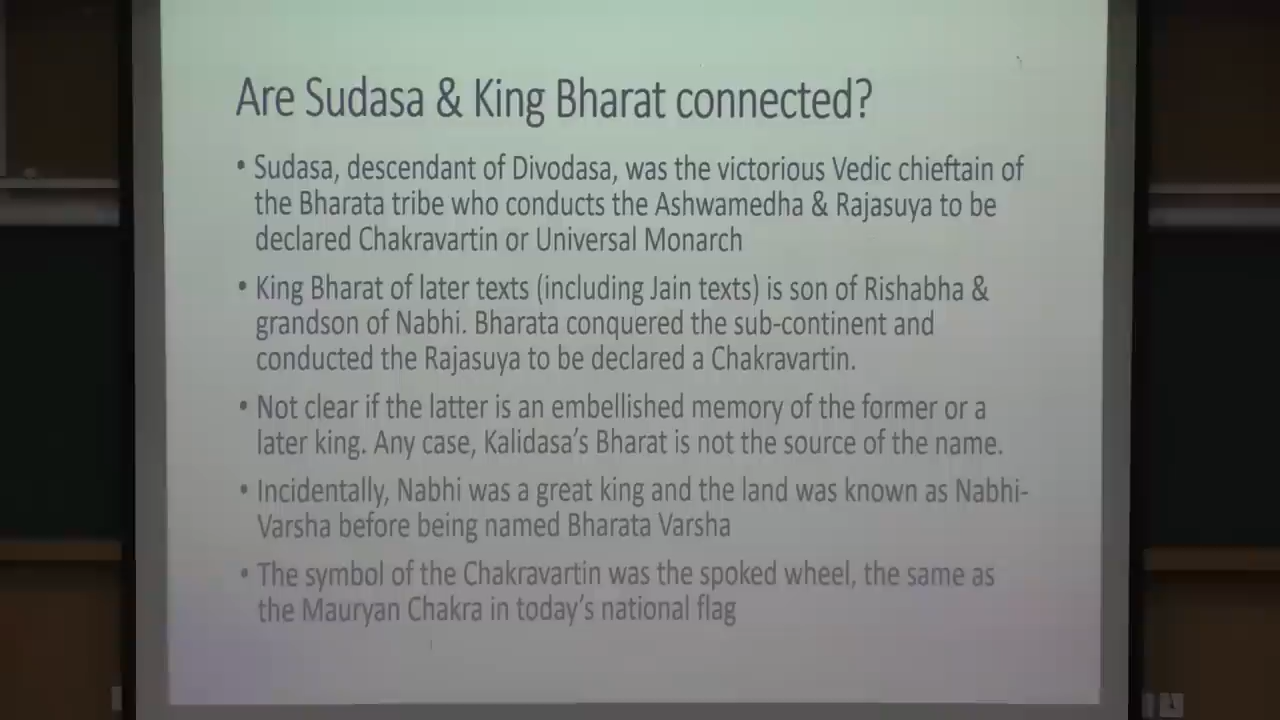 Are Sudasa & King Bharat connected?
• Sudasa, descendant of Divodasa, was the victorious Vedic chieftain of
the Bharata tribe who conducts the Ashwamedha & Rajasuya to be
declared Chakravartin or Universal Monarch
• King Bharat of later texts (including Jain texts) is son of Rishabha &
grandson of Nabhi. Bharata conquered the sub-continent and
conducted the Rajasuya to be declared a Chakravartin.
• Not clear if the latter is an embellished memory of the former or a
later king. Any case, Kalidasa's Bharat is not the source of the name.
• Incidentally, Nabhi was a great king and the land was known as Nabhi-
Varsha before being named Bharata Varsha
• The symbol of the Chakravartin was the spoked wheel, the same as
the Mauryan Chakra in today's national flag